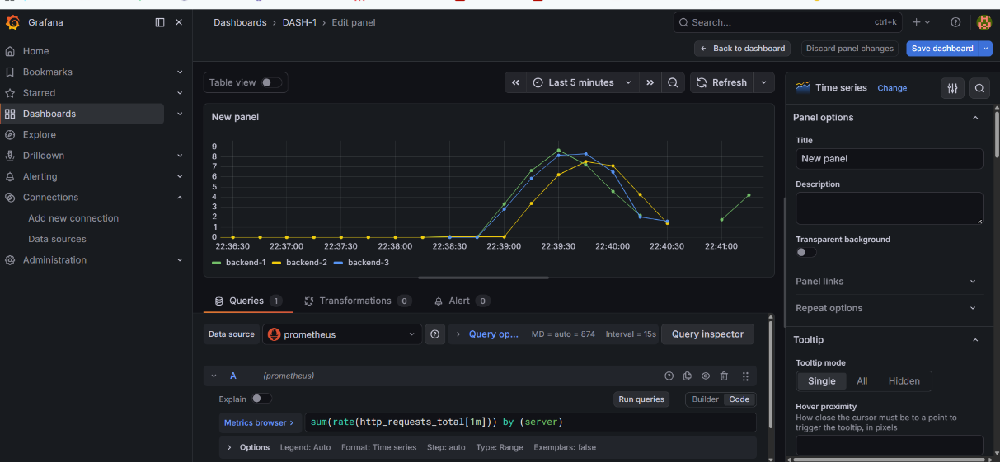 Grafana
Dashboards › DASH-1 › Edit panel
Search... ctrl+k
Back to dashboard
Discard panel changes
Save dashboard
Home
Bookmarks
Starred
Dashboards
Explore
Drilldown
Alerting
Connections
Add new connection
Data sources
Administration
Table view
Last 5 minutes
Refresh
New panel
9
8
7
6
5
4
3
2
1
0
22:36:30 22:37:00 22:37:30 22:38:00 22:38:30 22:39:00 22:39:30 22:40:00 22:40:30 22:41:00
backend-1 backend-2 backend-3
Queries 1 Transformations 0 Alert 0
Data source prometheus Query op... MD = auto = 874 Interval = 15s Query inspector
A (prometheus)
Explain Run queries Builder Code
Metrics browser > sum(rate(http_requests_total[1m])) by (server)
Options Legend: Auto Format: Time series Step: auto Type: Range Exemplars: false
Time series Change
Panel options
Title
New panel
Description
Transparent background
Panel links
Repeat options
Tooltip
Tooltip mode
Single All Hidden
Hover proximity
How close the cursor must be to a point to
trigger the tooltip, in pixels